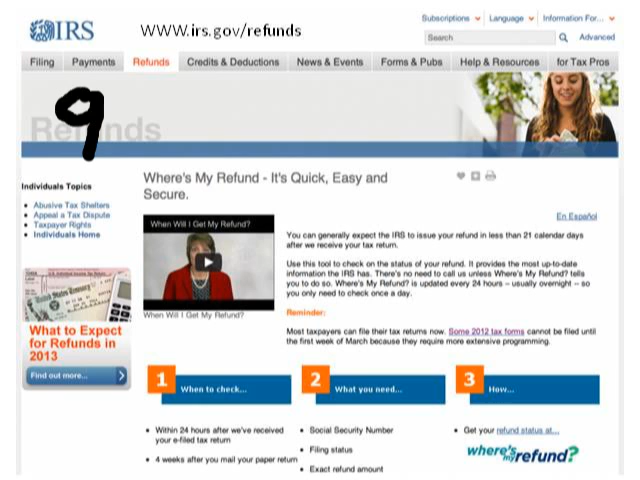 IRS
WWW.irs.gov/refunds
Subscriptions Language Information For...
Search Advanced
Filing Payments Refunds Credits & Deductions News & Events Forms & Pubs Help & Resources for Tax Pros
Refunds
9
Individuals Topics
Abusive Tax Shelters
Appeal a Tax Dispute
Taxpayer Rights
Individuals Home
What to Expect
for Refunds in
2013
Find out more...
Where's My Refund - It's Quick, Easy and
Secure.
En Español
When Will I Get My Refund?
When Will I Get My Refund?
You can generally expect the IRS to issue your refund in less than 21 calendar days
after we receive your tax return.
Use this tool to check on the status of your refund. It provides the most up-to-date
information the IRS has. There's no need to call us unless Where's My Refund? tells
you to do so. Where's My Refund? is updated every 24 hours -- usually overnight -- so
you only need to check once a day.
Reminder:
Most taxpayers can file their tax returns now. Some 2012 tax forms cannot be filed until
the first week of March because they require more extensive programming.
1 When to check...
Within 24 hours after we've received
your e-filed tax return
4 weeks after you mail your paper return
2 What you need...
Social Security Number
Filing status
Exact refund amount
3 How...
Get your refund status at...
where's my refund?